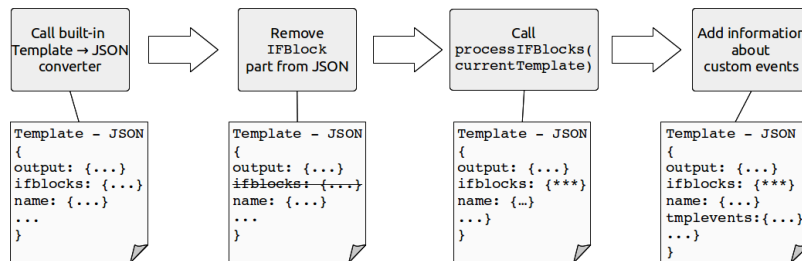 Call built-in
Template → JSON
converter
Remove
IFBlock
part from JSON
Call
processIFBlocks(
currentTemplate)
Add information
about
custom events
Template - JSON
{
output: {...}
ifblocks: {...}
name: {...}
...
}
Template - JSON
{
output: {...}
ifblocks: {...}
name: {...}
...
}
Template - JSON
{
output: {...}
ifblocks: {***}
name: {…}
...}
}
Template - JSON
{
output: {...}
ifblocks: {***}
name: {...}
tmplevents:{...}
...}
}